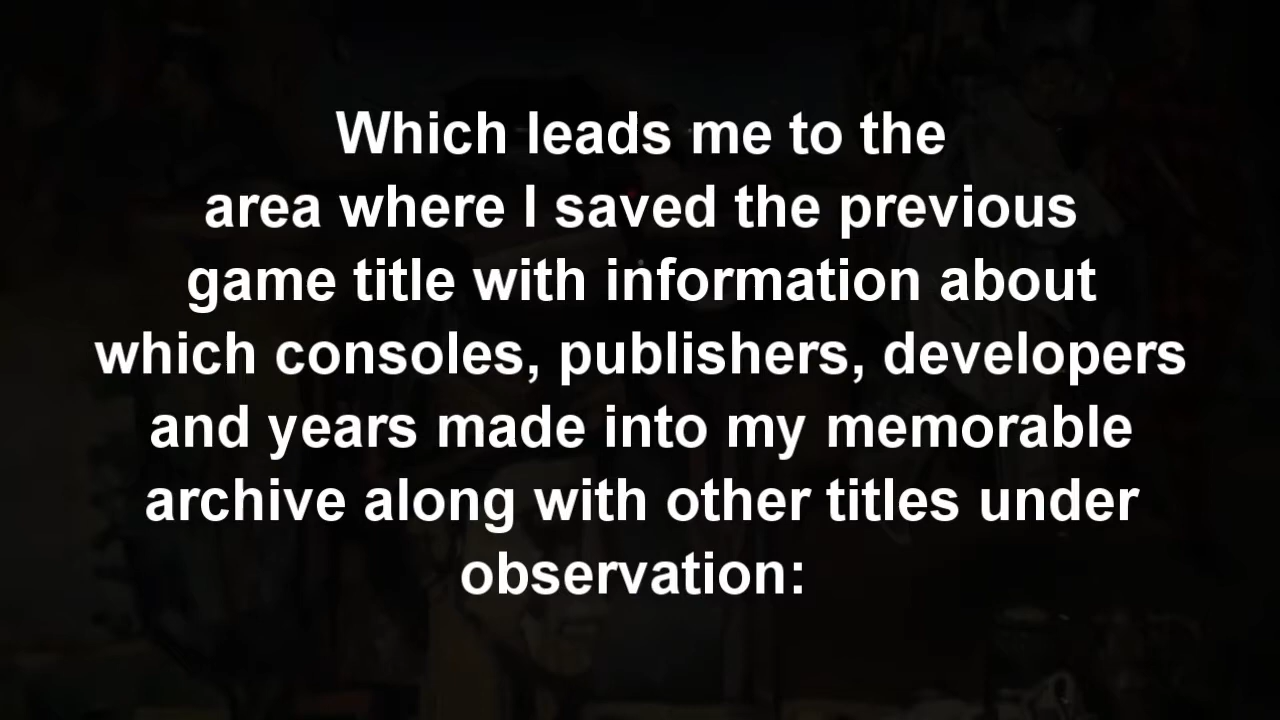 Which leads me to the
area where I saved the previous
game title with information about
which consoles, publishers, developers
and years made into my memorable
archive along with other titles under
observation: